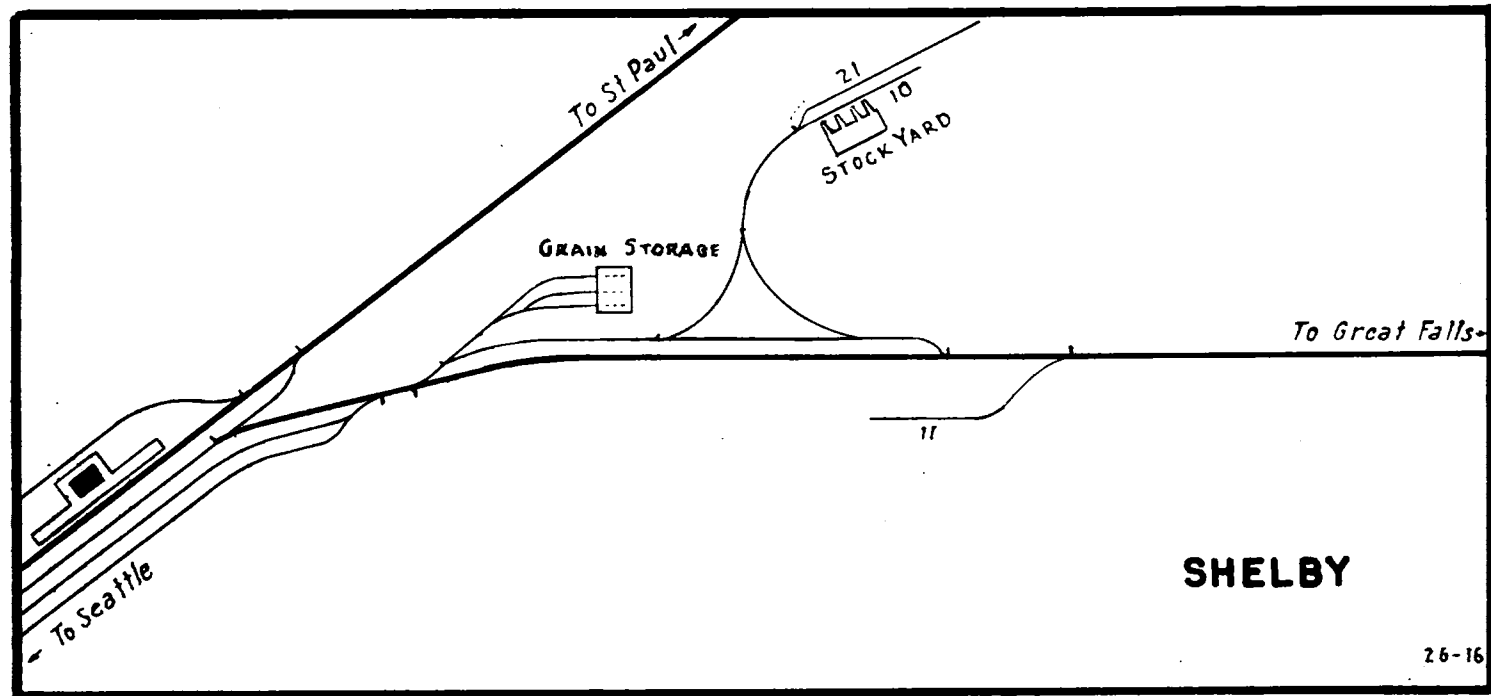 To St Paul
21
10
STOCK YARD
GRAIN STORAGE
To Great Falls
11
To Seattle
SHELBY
26-16